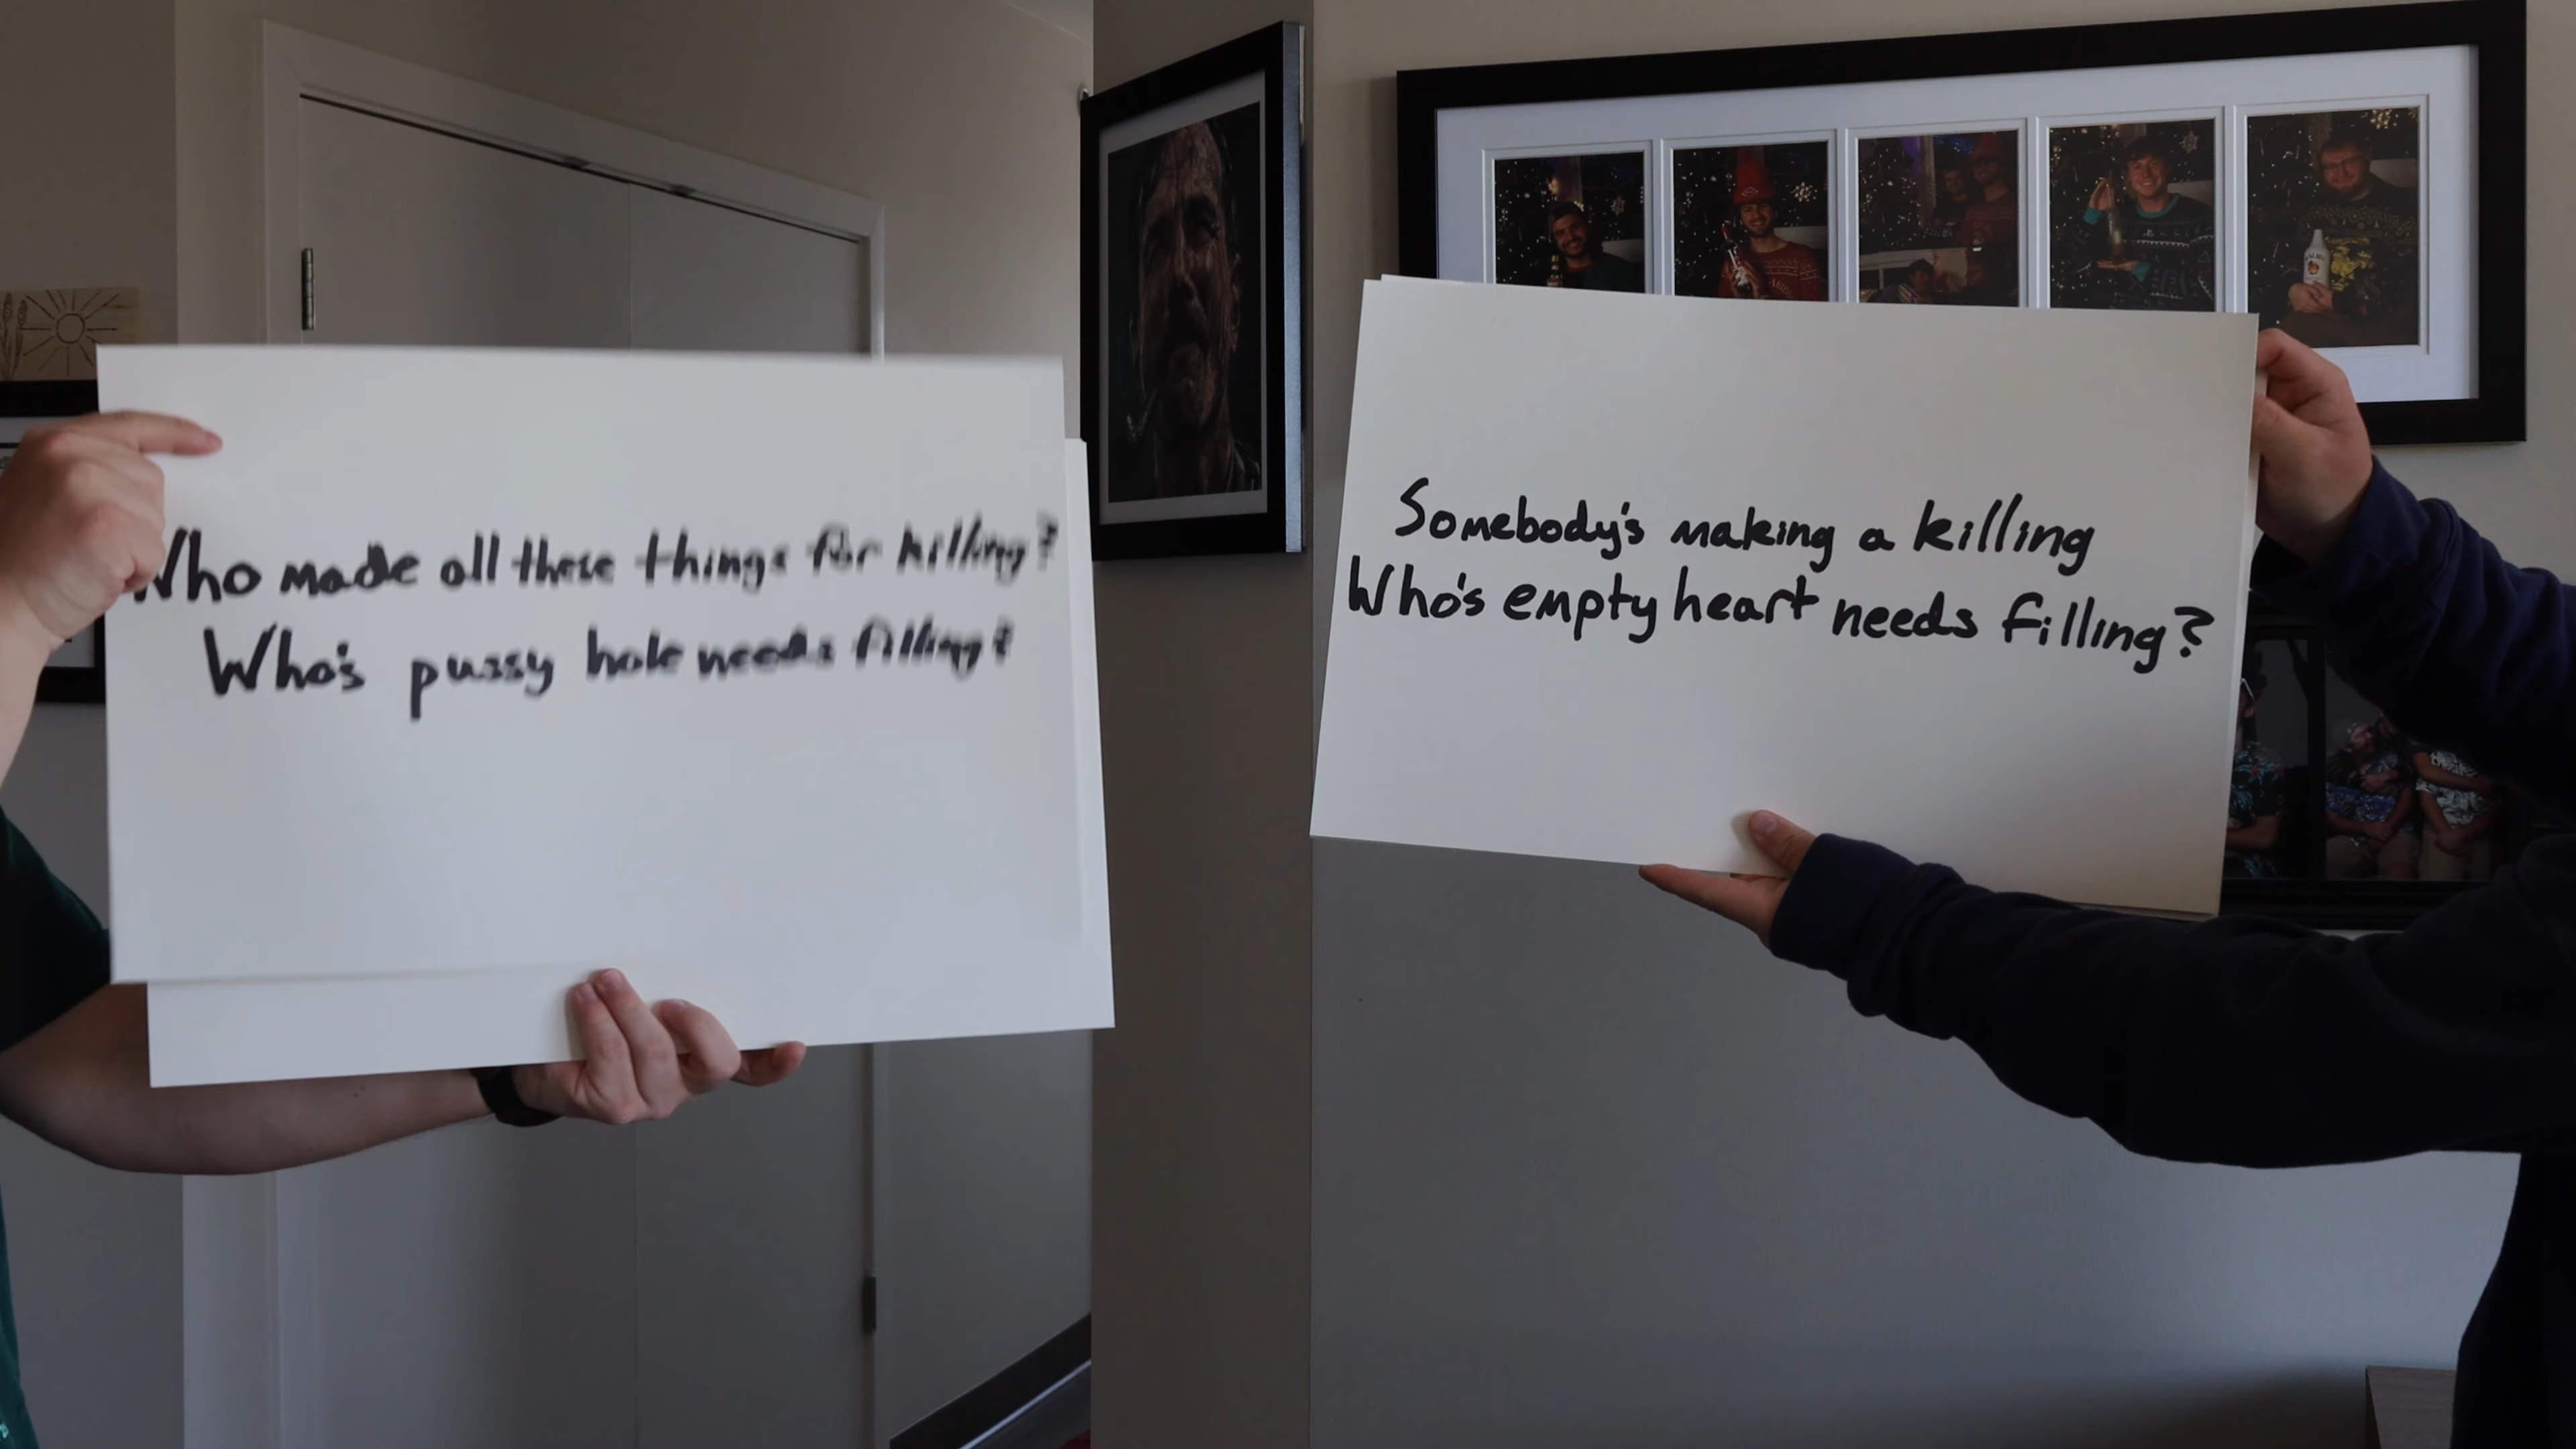 Who made all these things for killing?
Who's pussy hole needs filling?
Somebody's making a killing
Who's empty heart needs filling?